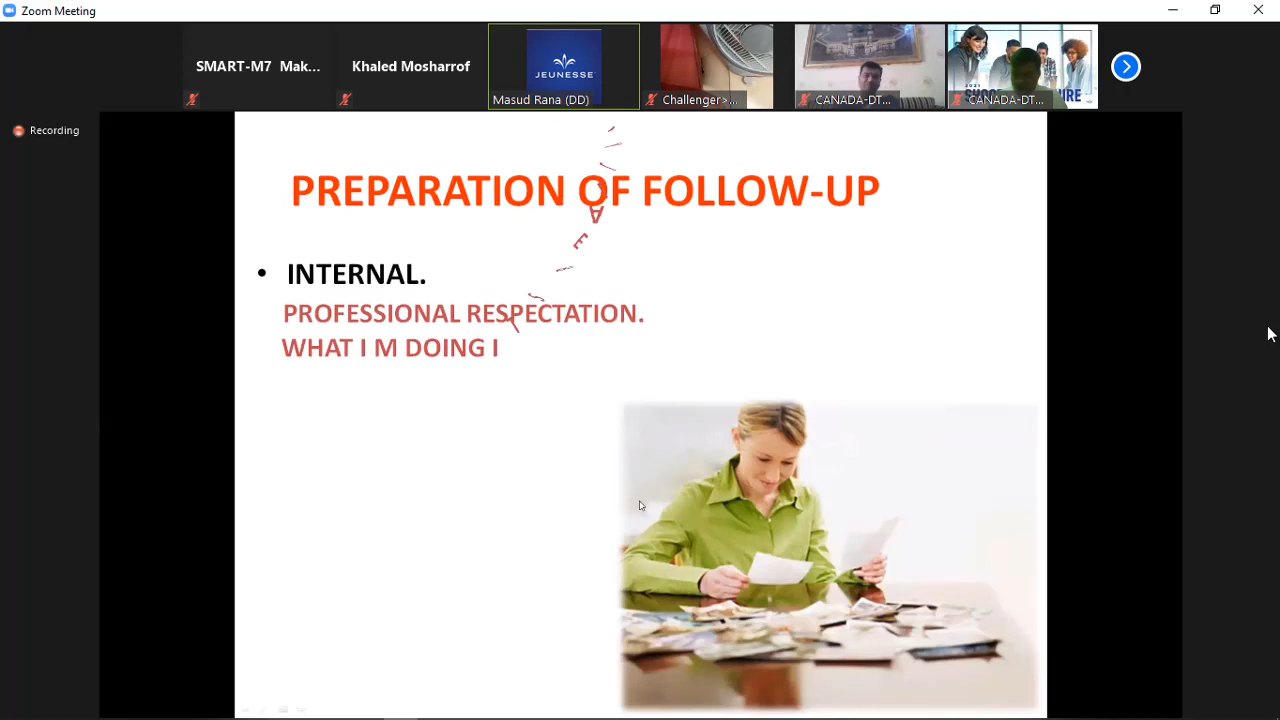 Zoom Meeting
SMART-M7 Mak...
Khaled Mosharrof
JEUNESSE
Masud Rana (DD)
Challenger>...
CANADA-DT...
2021
CANADA-DT...
Recording
PREPARATION OF FOLLOW-UP
• INTERNAL.
PROFESSIONAL RESPECTATION.
WHAT I M DOING I